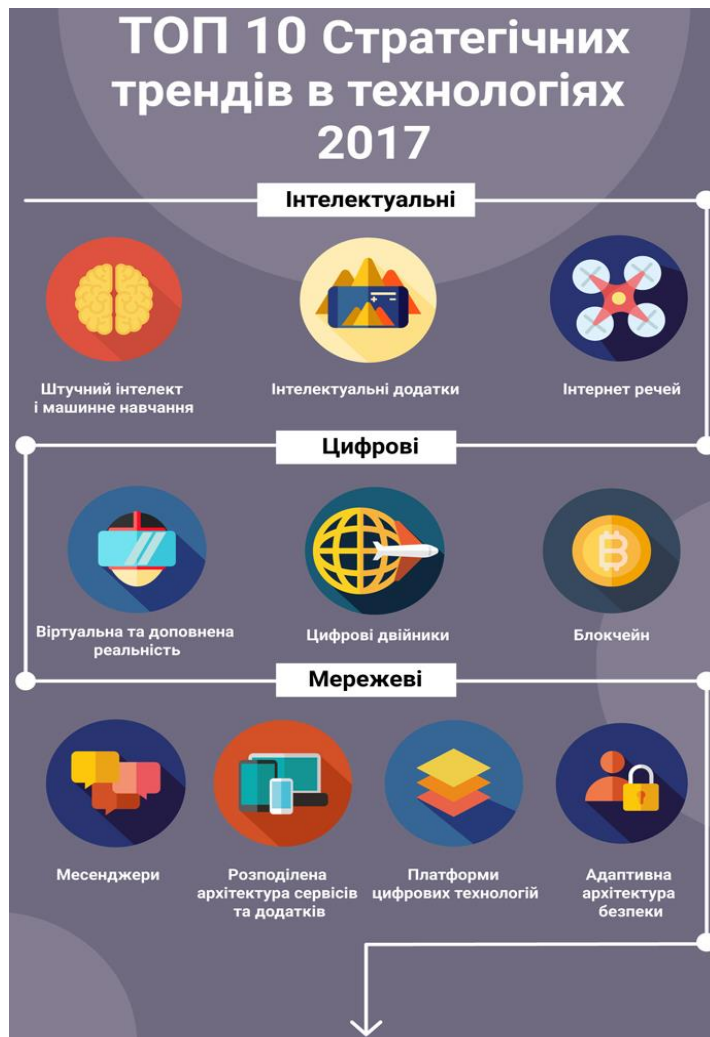 ТОП 10 Стратегічних
трендів в технологіях
2017
Інтелектуальні
Штучний інтелект
і машинне навчання
Інтелектуальні додатки
Інтернет речей
Цифрові
Віртуальна та доповнена
реальність
Цифрові двійники
Блокчейн
Мережеві
Месенджери
Розподілена
архітектура сервісів
та додатків
Платформи
цифрових технологій
Адаптивна
архітектура
безпеки